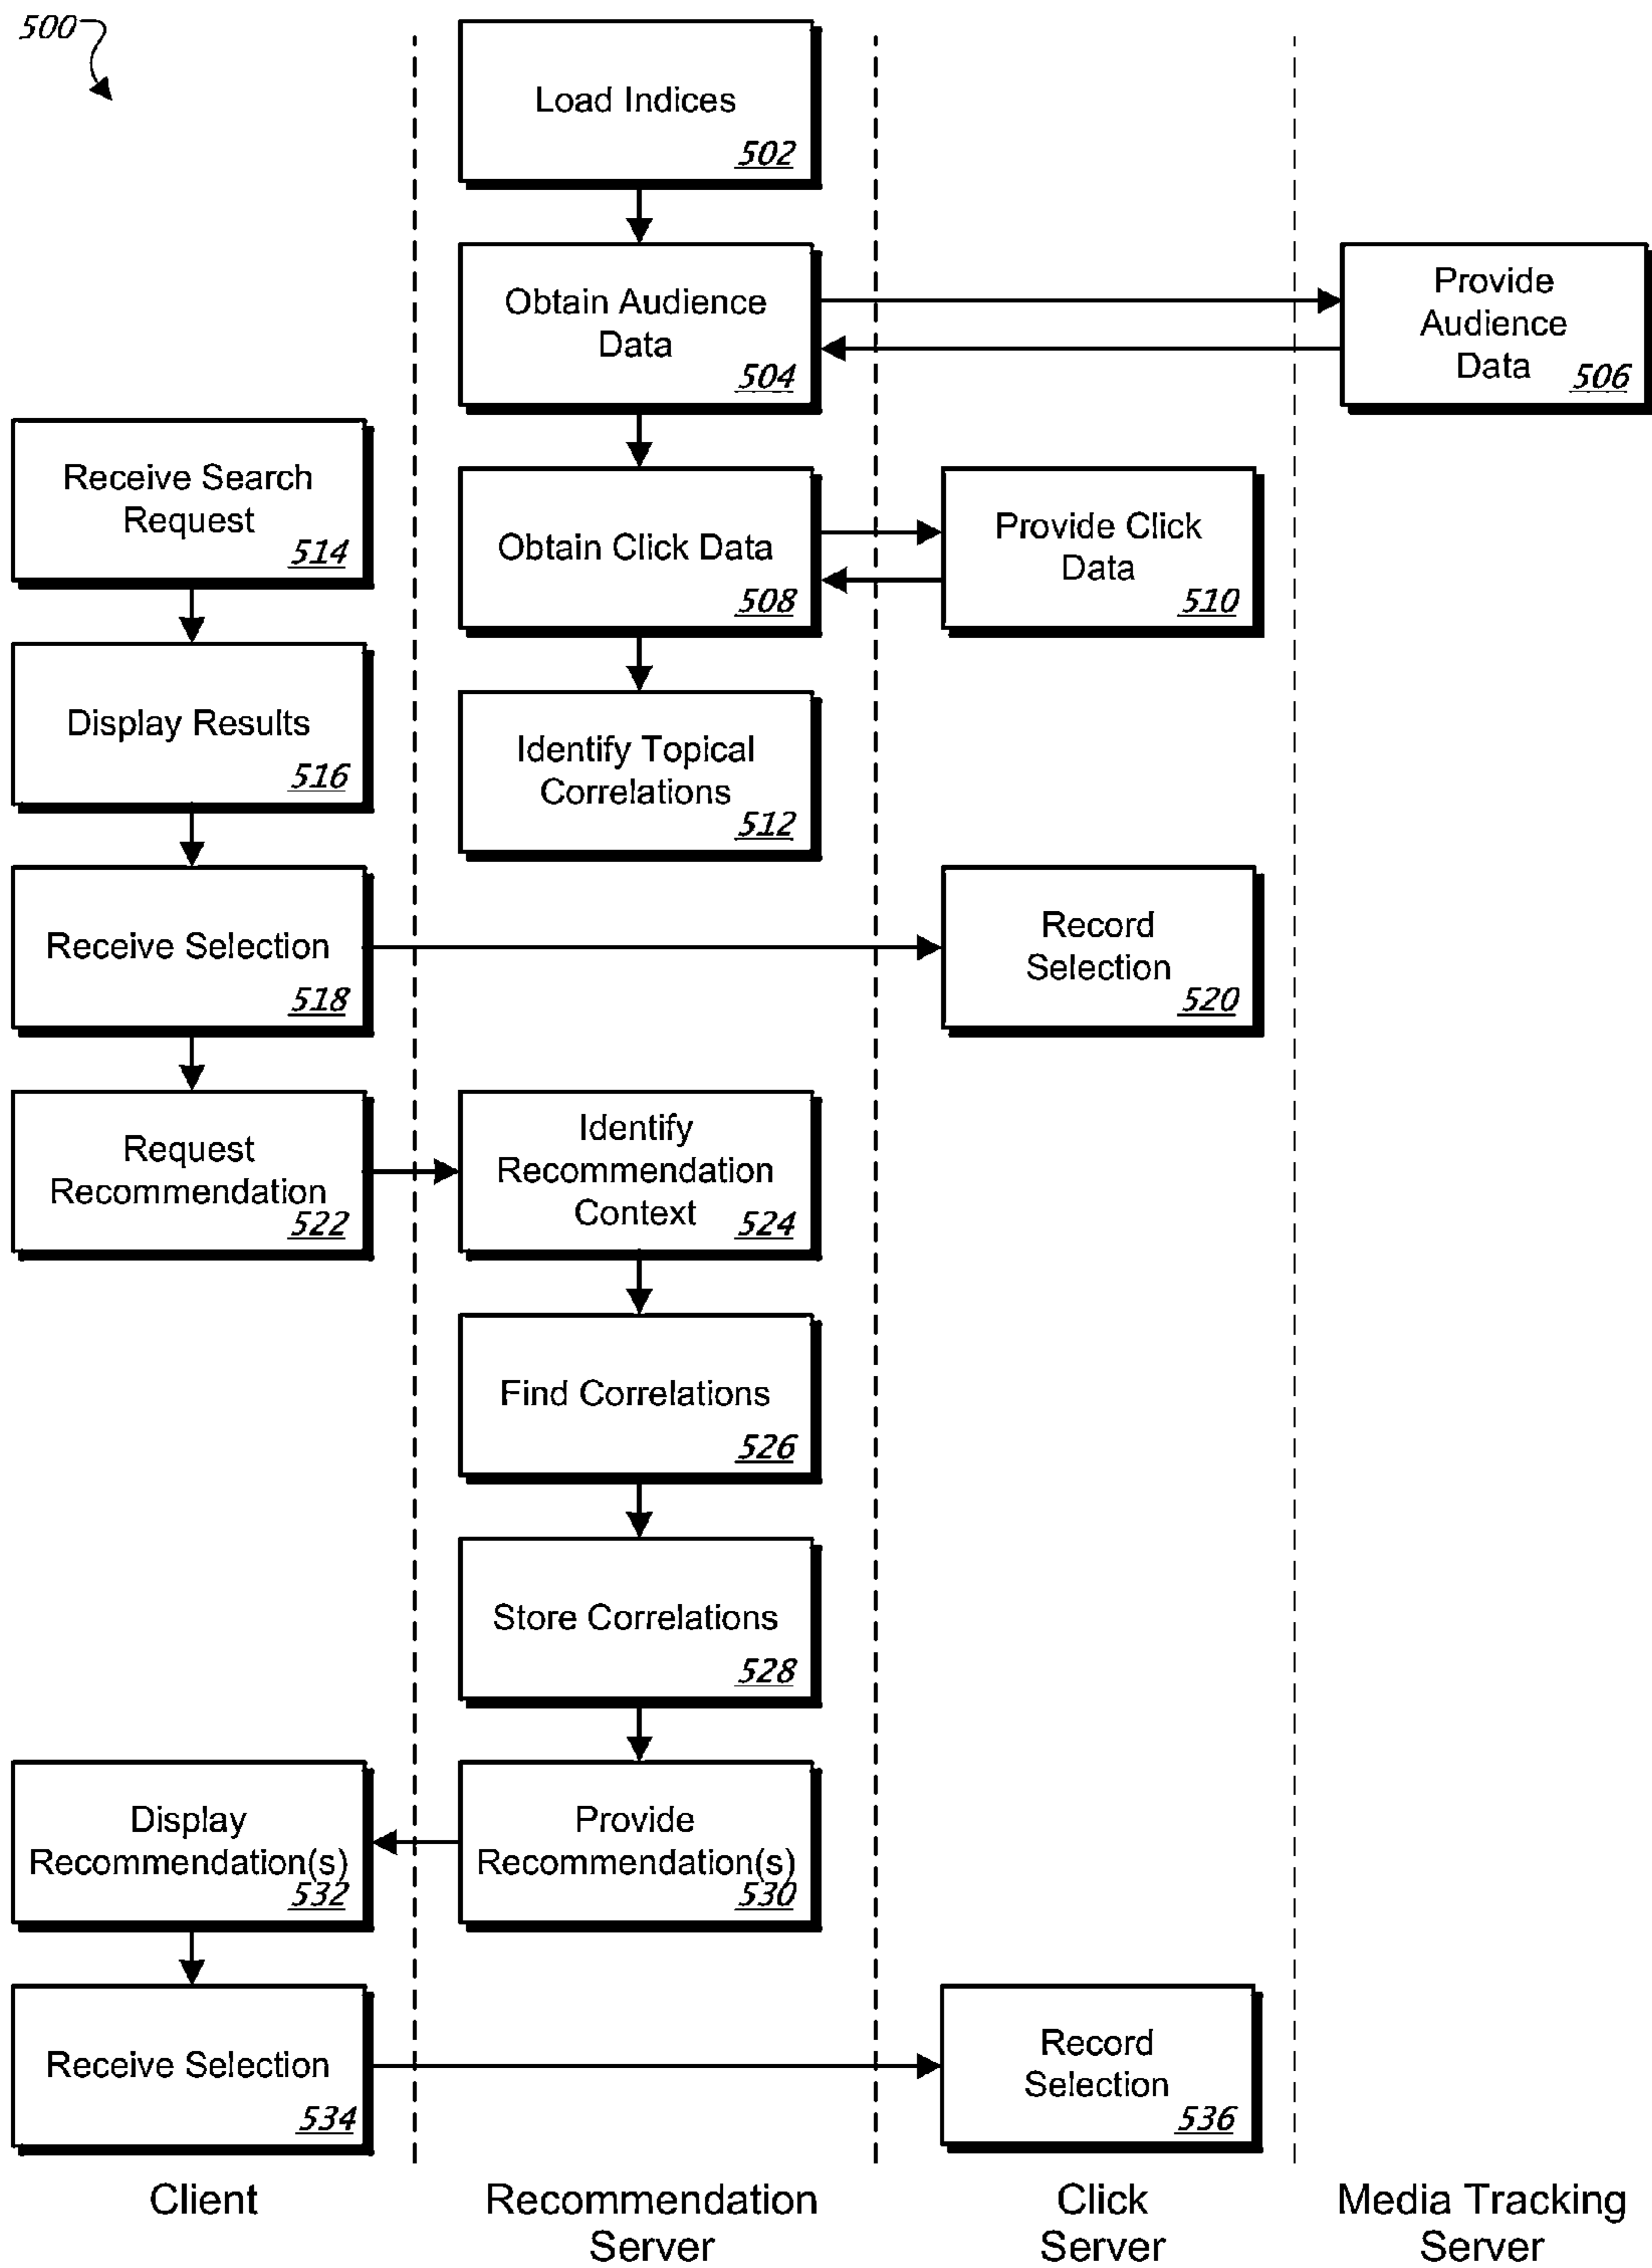 500
Load Indices
502
Obtain Audience
Data
504
Provide
Audience
Data
506
Receive Search
Request
514
Obtain Click Data
508
Provide Click
Data
510
Display Results
516
Identify Topical
Correlations
512
Receive Selection
518
Record
Selection
520
Request
Recommendation
522
Identify
Recommendation
Context
524
Find Correlations
526
Store Correlations
528
Display
Recommendation(s)
532
Provide
Recommendation(s)
530
Receive Selection
534
Record
Selection
536
Client
Recommendation
Server
Click
Server
Media Tracking
Server